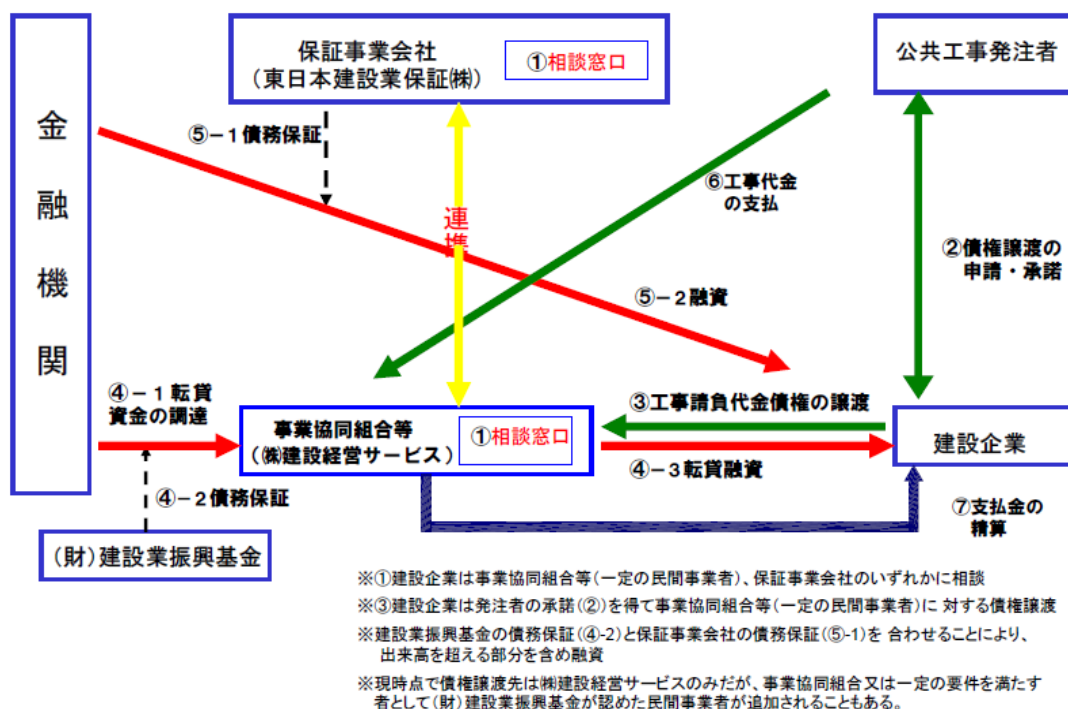 金融機関
保証事業会社
（東日本建設業保証㈱）
①相談窓口
公共工事発注者
⑤－１債務保証
連携
⑥工事代金
の支払
②債権譲渡の
申請・承諾
⑤－２融資
④－１転貸
資金の調達
③工事請負代金債権の譲渡
事業協同組合等
（㈱建設経営サービス）
①相談窓口
建設企業
④－３転貸融資
④－２債務保証
⑦支払金の
精算
（財）建設業振興基金
※①建設企業は事業協同組合等（一定の民間事業者）、保証事業会社のいずれかに相談
※③建設企業は発注者の承諾（②）を得て事業協同組合等（一定の民間事業者）に 対する債権譲渡
※建設業振興基金の債務保証（④-2）と保証事業会社の債務保証（⑤-1）を 合わせることにより、
出来高を超える部分を含め融資
※現時点で債権譲渡先は㈱建設経営サービスのみだが、事業協同組合又は一定の要件を満たす
者として（財）建設業振興基金が認めた民間事業者が追加されることもある。